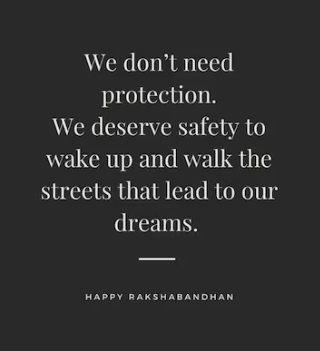 We don’t need
protection.
We deserve safety to
wake up and walk the
streets that lead to our
dreams.
HAPPY RAKSHABANDHAN